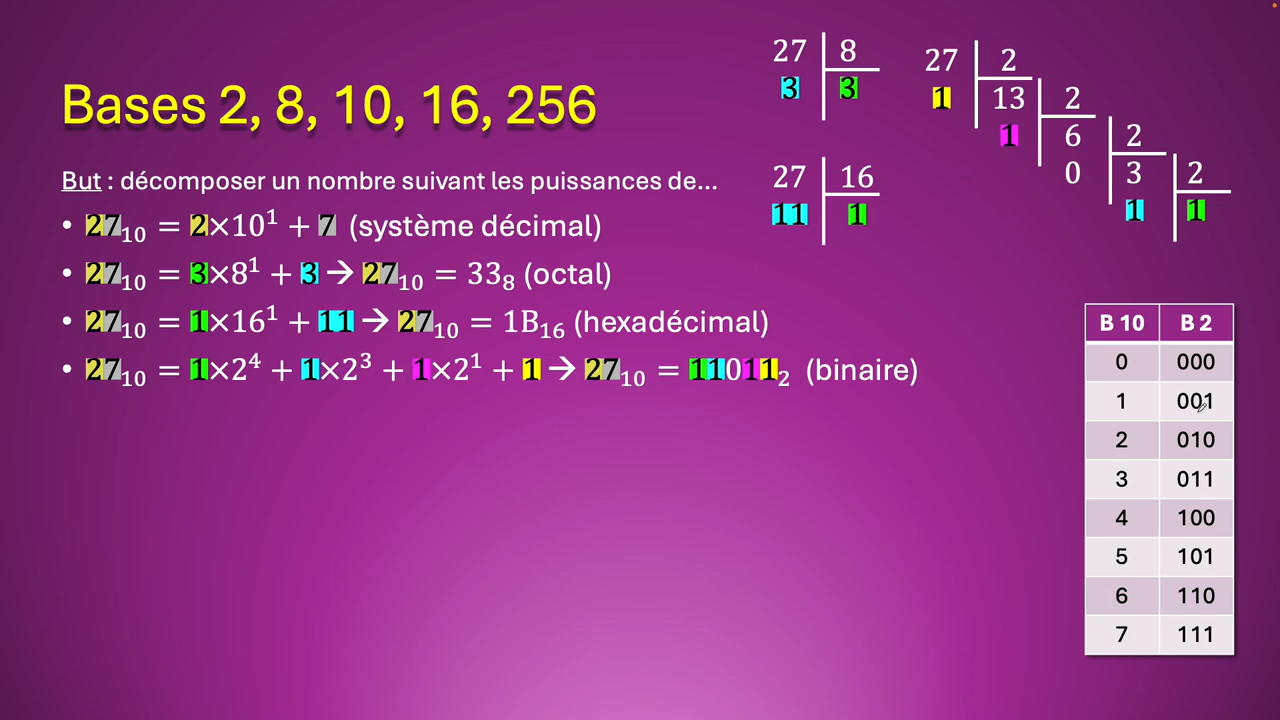 Bases 2, 8, 10, 16, 256
But : décomposer un nombre suivant les puissances de...
• 27₁₀ = 2×10¹ + 7 (système décimal)
• 27₁₀ = 3×8¹ + 3 → 27₁₀ = 33₈ (octal)
• 27₁₀ = 1×16¹ + 11 → 27₁₀ = 1B₁₆ (hexadécimal)
• 27₁₀ = 1×2⁴ + 1×2³ + 1×2¹ + 1 → 27₁₀ = 11011₂ (binaire)
27 8
3 3
27 16
11 1
27 2
1 13 2
1 6 2
0 3 2
1 1
B 10 B 2
0 000
1 001
2 010
3 011
4 100
5 101
6 110
7 111